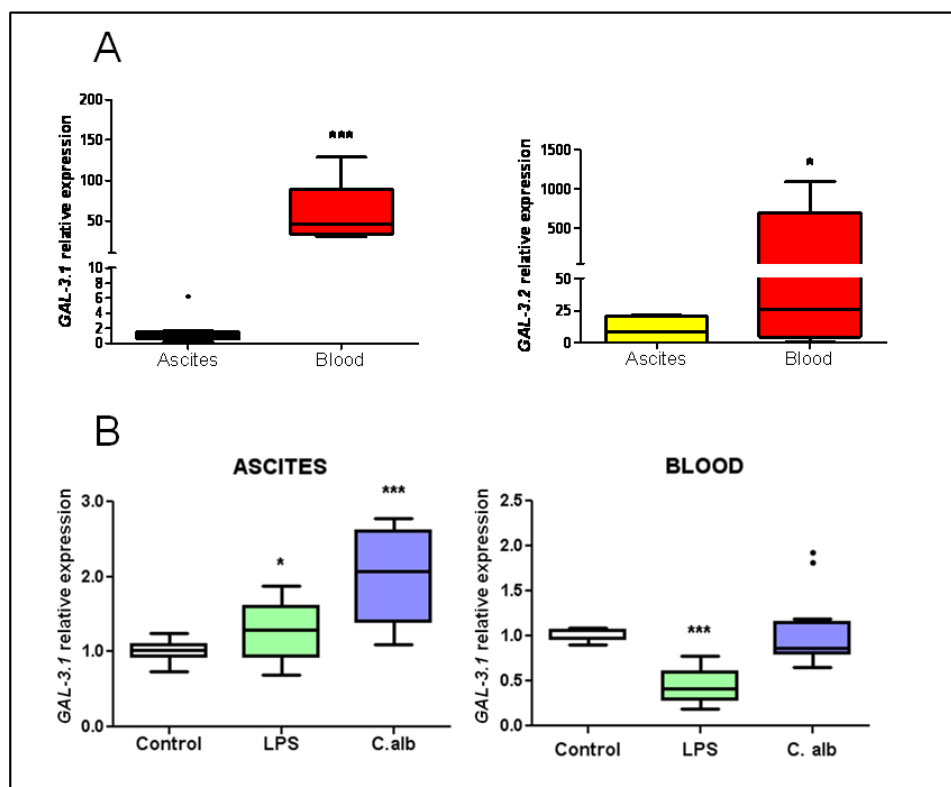 A
GAL-3.1 relative expression
200
150
100
50
10
8
6
4
2
0
***
Ascites
Blood
GAL-3.2 relative expression
1500
1000
500
50
25
0
*
Ascites
Blood
B
ASCITES
GAL-3.1 relative expression
3.0
2.0
1.0
0.0
*
***
Control
LPS
C.alb
BLOOD
GAL-3.1 relative expression
2.5
2.0
1.5
1.0
0.5
0.0
***
Control
LPS
C. alb